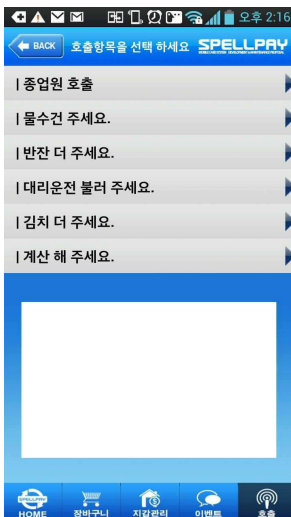 오후 2:16
BACK 호출항목을 선택 하세요 SPELLPAY
| 종업원 호출
| 물수건 주세요.
| 반잔 더 주세요.
| 대리운전 불러 주세요.
| 김치 더 주세요.
| 계산 해 주세요.
SPELLPAY
HOME 장바구니 지갑관리 이벤트 호출